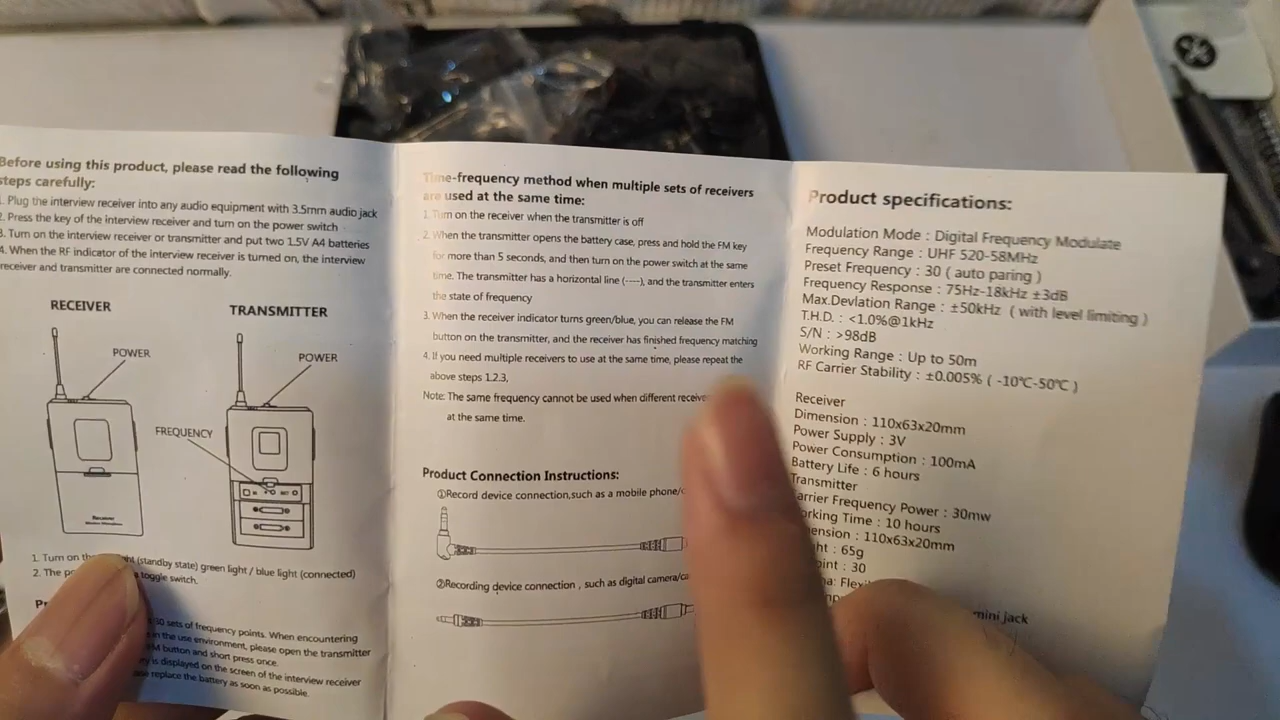 Before using this product, please read the following
steps carefully:
1. Plug the interview receiver into any audio equipment with 3.5mm audio jack
2. Press the key of the interview receiver and turn on the power switch
3. Turn on the interview receiver or transmitter and put two 1.5V A4 batteries
4. When the RF indicator of the interview receiver is turned on, the interview
receiver and transmitter are connected normally.
RECEIVER
TRANSMITTER
POWER
POWER
FREQUENCY
Receiver
1. Turn on the (standby state) green light / blue light (connected)
2. The toggle switch.
30 sets of frequency points. When encountering
in the use environment, please open the transmitter
button and short press once.
is displayed on the screen of the interview receiver
replace the battery as soon as possible.
Time-frequency method when multiple sets of receivers
are used at the same time:
1. Turn on the receiver when the transmitter is off
2. When the transmitter opens the battery case, press and hold the FM key
for more than 5 seconds, and then turn on the power switch at the same
time. The transmitter has a horizontal line (----), and the transmitter enters
the state of frequency
3. When the receiver indicator turns green/blue, you can release the FM
button on the transmitter, and the receiver has finished frequency matching
4. If you need multiple receivers to use at the same time, please repeat the
above steps 1.2.3,
Note: The same frequency cannot be used when different
at the same time.
Product Connection Instructions:
①Record device connection,such as a mobile phone/
②Recording device connection , such as digital camera/
Product specifications:
Modulation Mode : Digital Frequency Modulate
Frequency Range : UHF 520-58MHz
Preset Frequency : 30 ( auto paring )
Frequency Response : 75Hz-18kHz ±3dB
Max.Devlation Range : ±50kHz ( with level limiting )
T.H.D. : <1.0%@1kHz
S/N : >98dB
Working Range : Up to 50m
RF Carrier Stability : ±0.005% ( -10℃-50℃ )
Receiver
Dimension : 110x63x20mm
Power Supply : 3V
Power Consumption : 100mA
Battery Life : 6 hours
Transmitter
Carrier Frequency Power : 30mw
Working Time : 10 hours
Dimension : 110x63x20mm
: 65g
: 30
mini jack